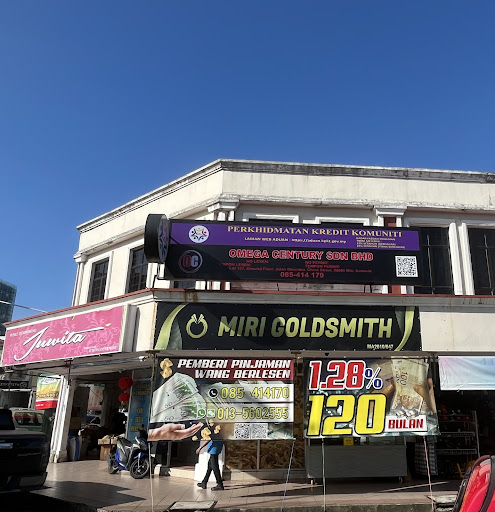 PERKHIDMATAN KREDIT KOMUNITI
OMEGA CENTURY SDN BHD
085-414 170
MIRI GOLDSMITH
Juwita
PEMBERI PINJAMAN
WANG BERLESEN
085-414170
013-5602555
1.28%
120
BULAN